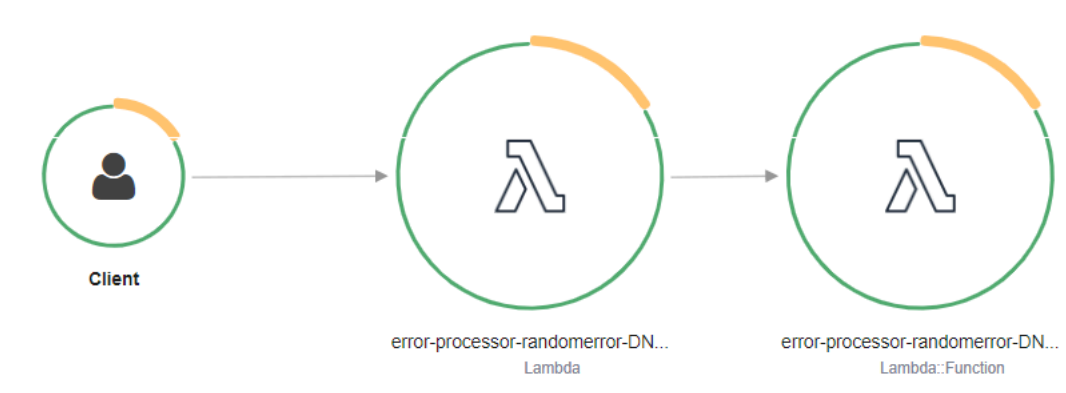 Client
error-processor-randomerror-DN...
Lambda
error-processor-randomerror-DN...
Lambda::Function